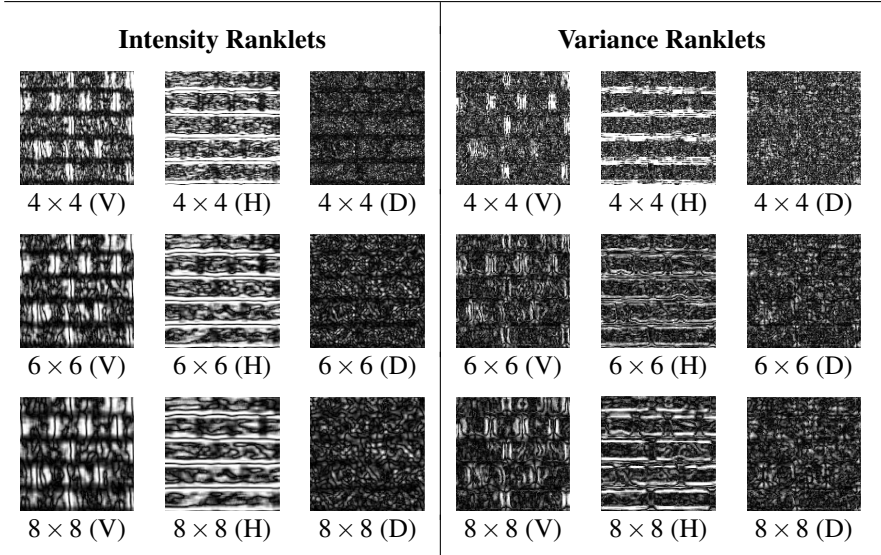 Intensity Ranklets Variance Ranklets
4 × 4 (V) 4 × 4 (H) 4 × 4 (D) 4 × 4 (V) 4 × 4 (H) 4 × 4 (D)
6 × 6 (V) 6 × 6 (H) 6 × 6 (D) 6 × 6 (V) 6 × 6 (H) 6 × 6 (D)
8 × 8 (V) 8 × 8 (H) 8 × 8 (D) 8 × 8 (V) 8 × 8 (H) 8 × 8 (D)